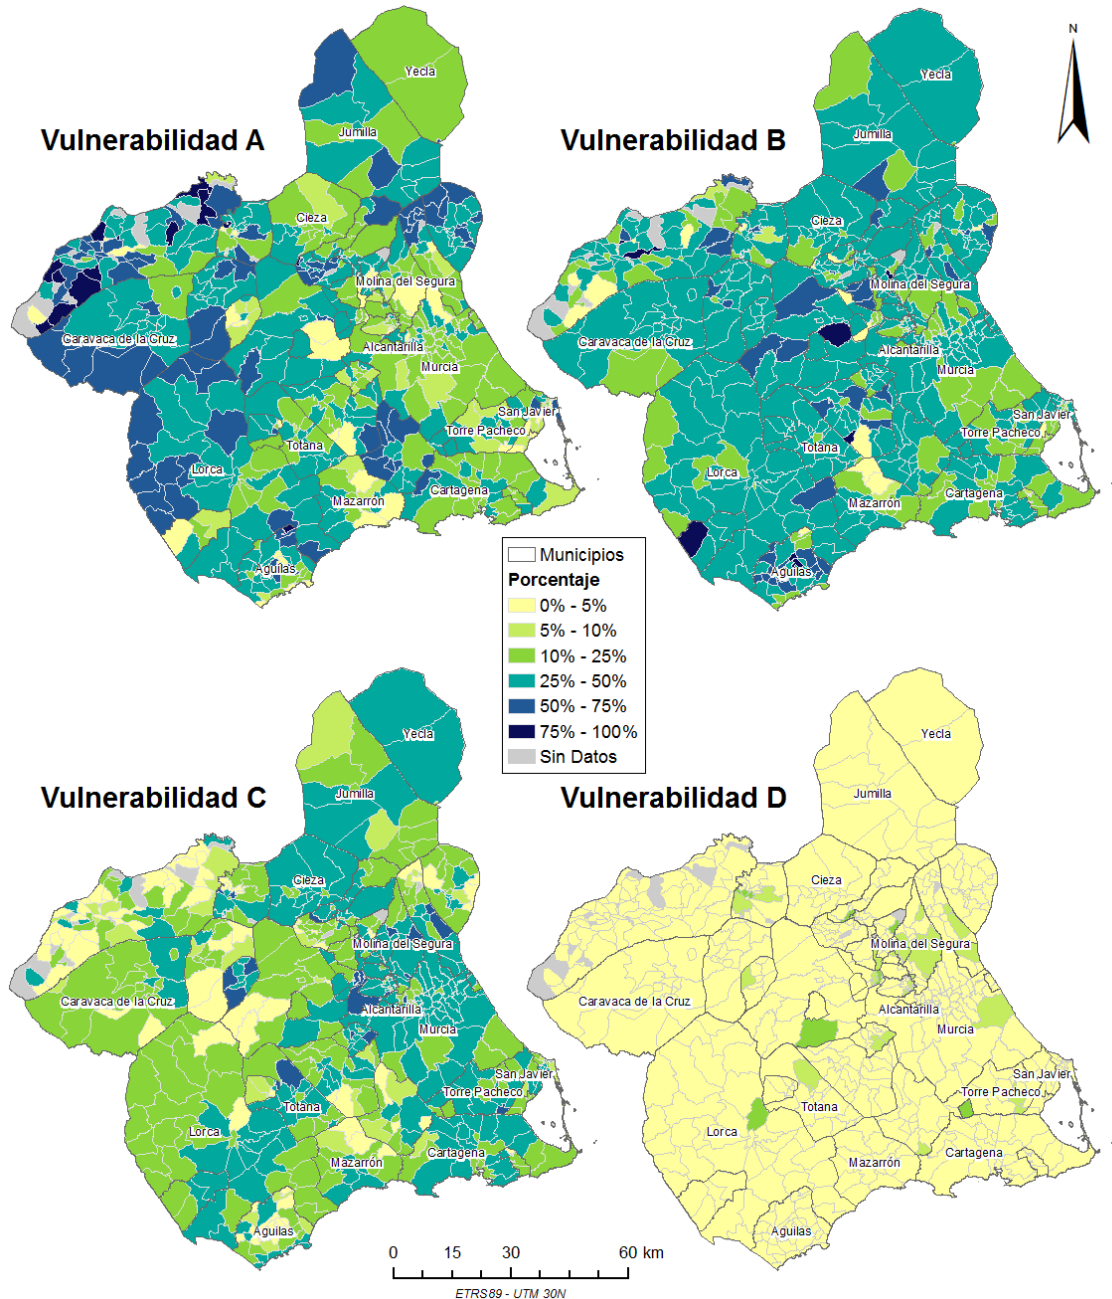 N
Vulnerabilidad A
Yecla
Jumilla
Cieza
Molina del Segura
Caravaca de la Cruz
Alcantarilla
Murcia
San Javier
Torre Pacheco
Totana
Lorca
Cartagena
Mazarrón
Aguilas
Vulnerabilidad B
Yecla
Jumilla
Cieza
Molina del Segura
Caravaca de la Cruz
Alcantarilla
Murcia
San Javier
Torre Pacheco
Totana
Lorca
Cartagena
Mazarrón
Aguilas
Municipios
Porcentaje
0% - 5%
5% - 10%
10% - 25%
25% - 50%
50% - 75%
75% - 100%
Sin Datos
Vulnerabilidad C
Yecla
Jumilla
Cieza
Molina del Segura
Caravaca de la Cruz
Alcantarilla
Murcia
San Javier
Torre Pacheco
Totana
Lorca
Cartagena
Mazarrón
Aguilas
Vulnerabilidad D
Yecla
Jumilla
Cieza
Molina del Segura
Caravaca de la Cruz
Alcantarilla
Murcia
San Javier
Torre Pacheco
Totana
Lorca
Cartagena
Mazarrón
Aguilas
0 15 30 60 km
ETRS89 - UTM 30N